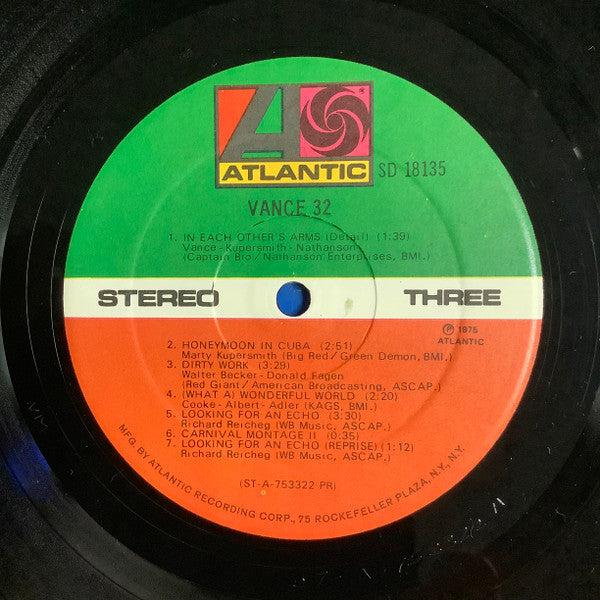 ATLANTIC
SD 18135
VANCE 32
1. IN EACH OTHER'S ARMS (Detail) (1:39)
Vance - Kupersmith - Nathanson
(Captain Bro / Nathanson Enterprises, BMI.)
STEREO
THREE
2. HONEYMOON IN CUBA (2:51)
Marty Kupersmith (Big Red / Green Demon, BMI.)
3. DIRTY WORK (3:29)
Walter Becker - Donald Fagen
(Red Giant / American Broadcasting, ASCAP.)
4. (WHAT A) WONDERFUL WORLD (2:20)
Cooke - Albert - Adler (KAGS, BMI.)
5. LOOKING FOR AN ECHO (3:30)
Richard Reicheg (WB Music, ASCAP.)
6. CARNIVAL MONTAGE II (0:35)
7. LOOKING FOR AN ECHO (REPRISE) (1:12)
Richard Reicheg (WB Music, ASCAP.)
℗ 1975
ATLANTIC
(ST-A-753322 PR)
MFG. BY ATLANTIC RECORDING CORP., 75 ROCKEFELLER PLAZA, N.Y., N.Y.